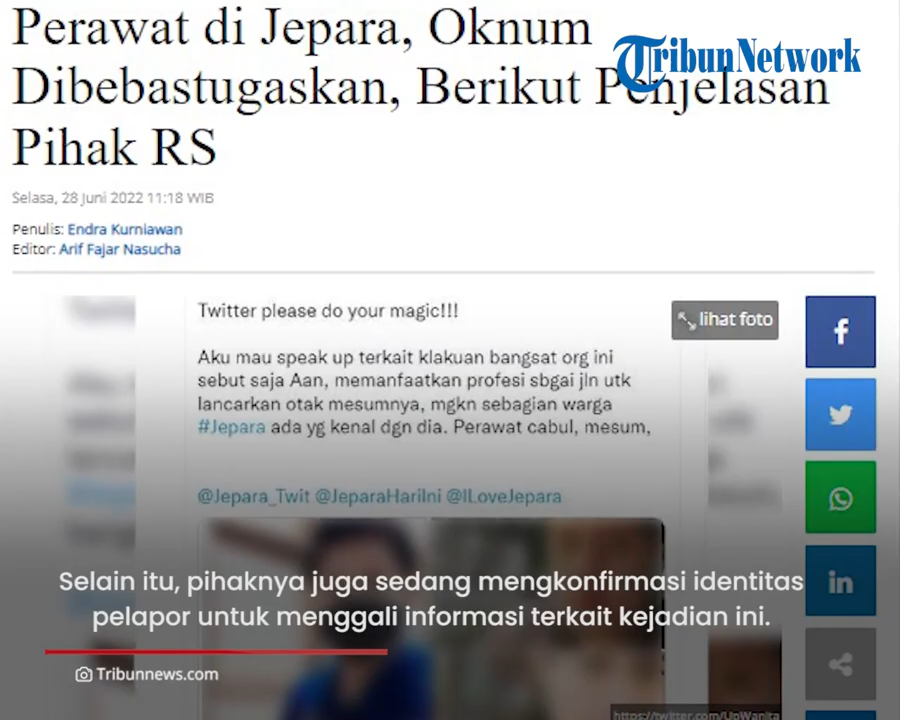 Perawat di Jepara, Oknum
TribunNetwork
Dibebastugaskan, Berikut Penjelasan
Pihak RS
Selasa, 28 Juni 2022 11:18 WIB
Penulis: Endra Kurniawan
Editor: Arif Fajar Nasucha
Twitter please do your magic!!!
lihat foto
Aku mau speak up terkait klakuan bangsat org ini
sebut saja Aan, memanfaatkan profesi sbgai jln utk
lancarkan otak mesumnya, mgkn sebagian warga
#Jepara ada yg kenal dgn dia. Perawat cabul, mesum,
@Jepara_Twit @JeparaHariIni @ILoveJepara
Selain itu, pihaknya juga sedang mengkonfirmasi identitas
pelapor untuk menggali informasi terkait kejadian ini.
Tribunnews.com
https://twitter.com/UpWanita